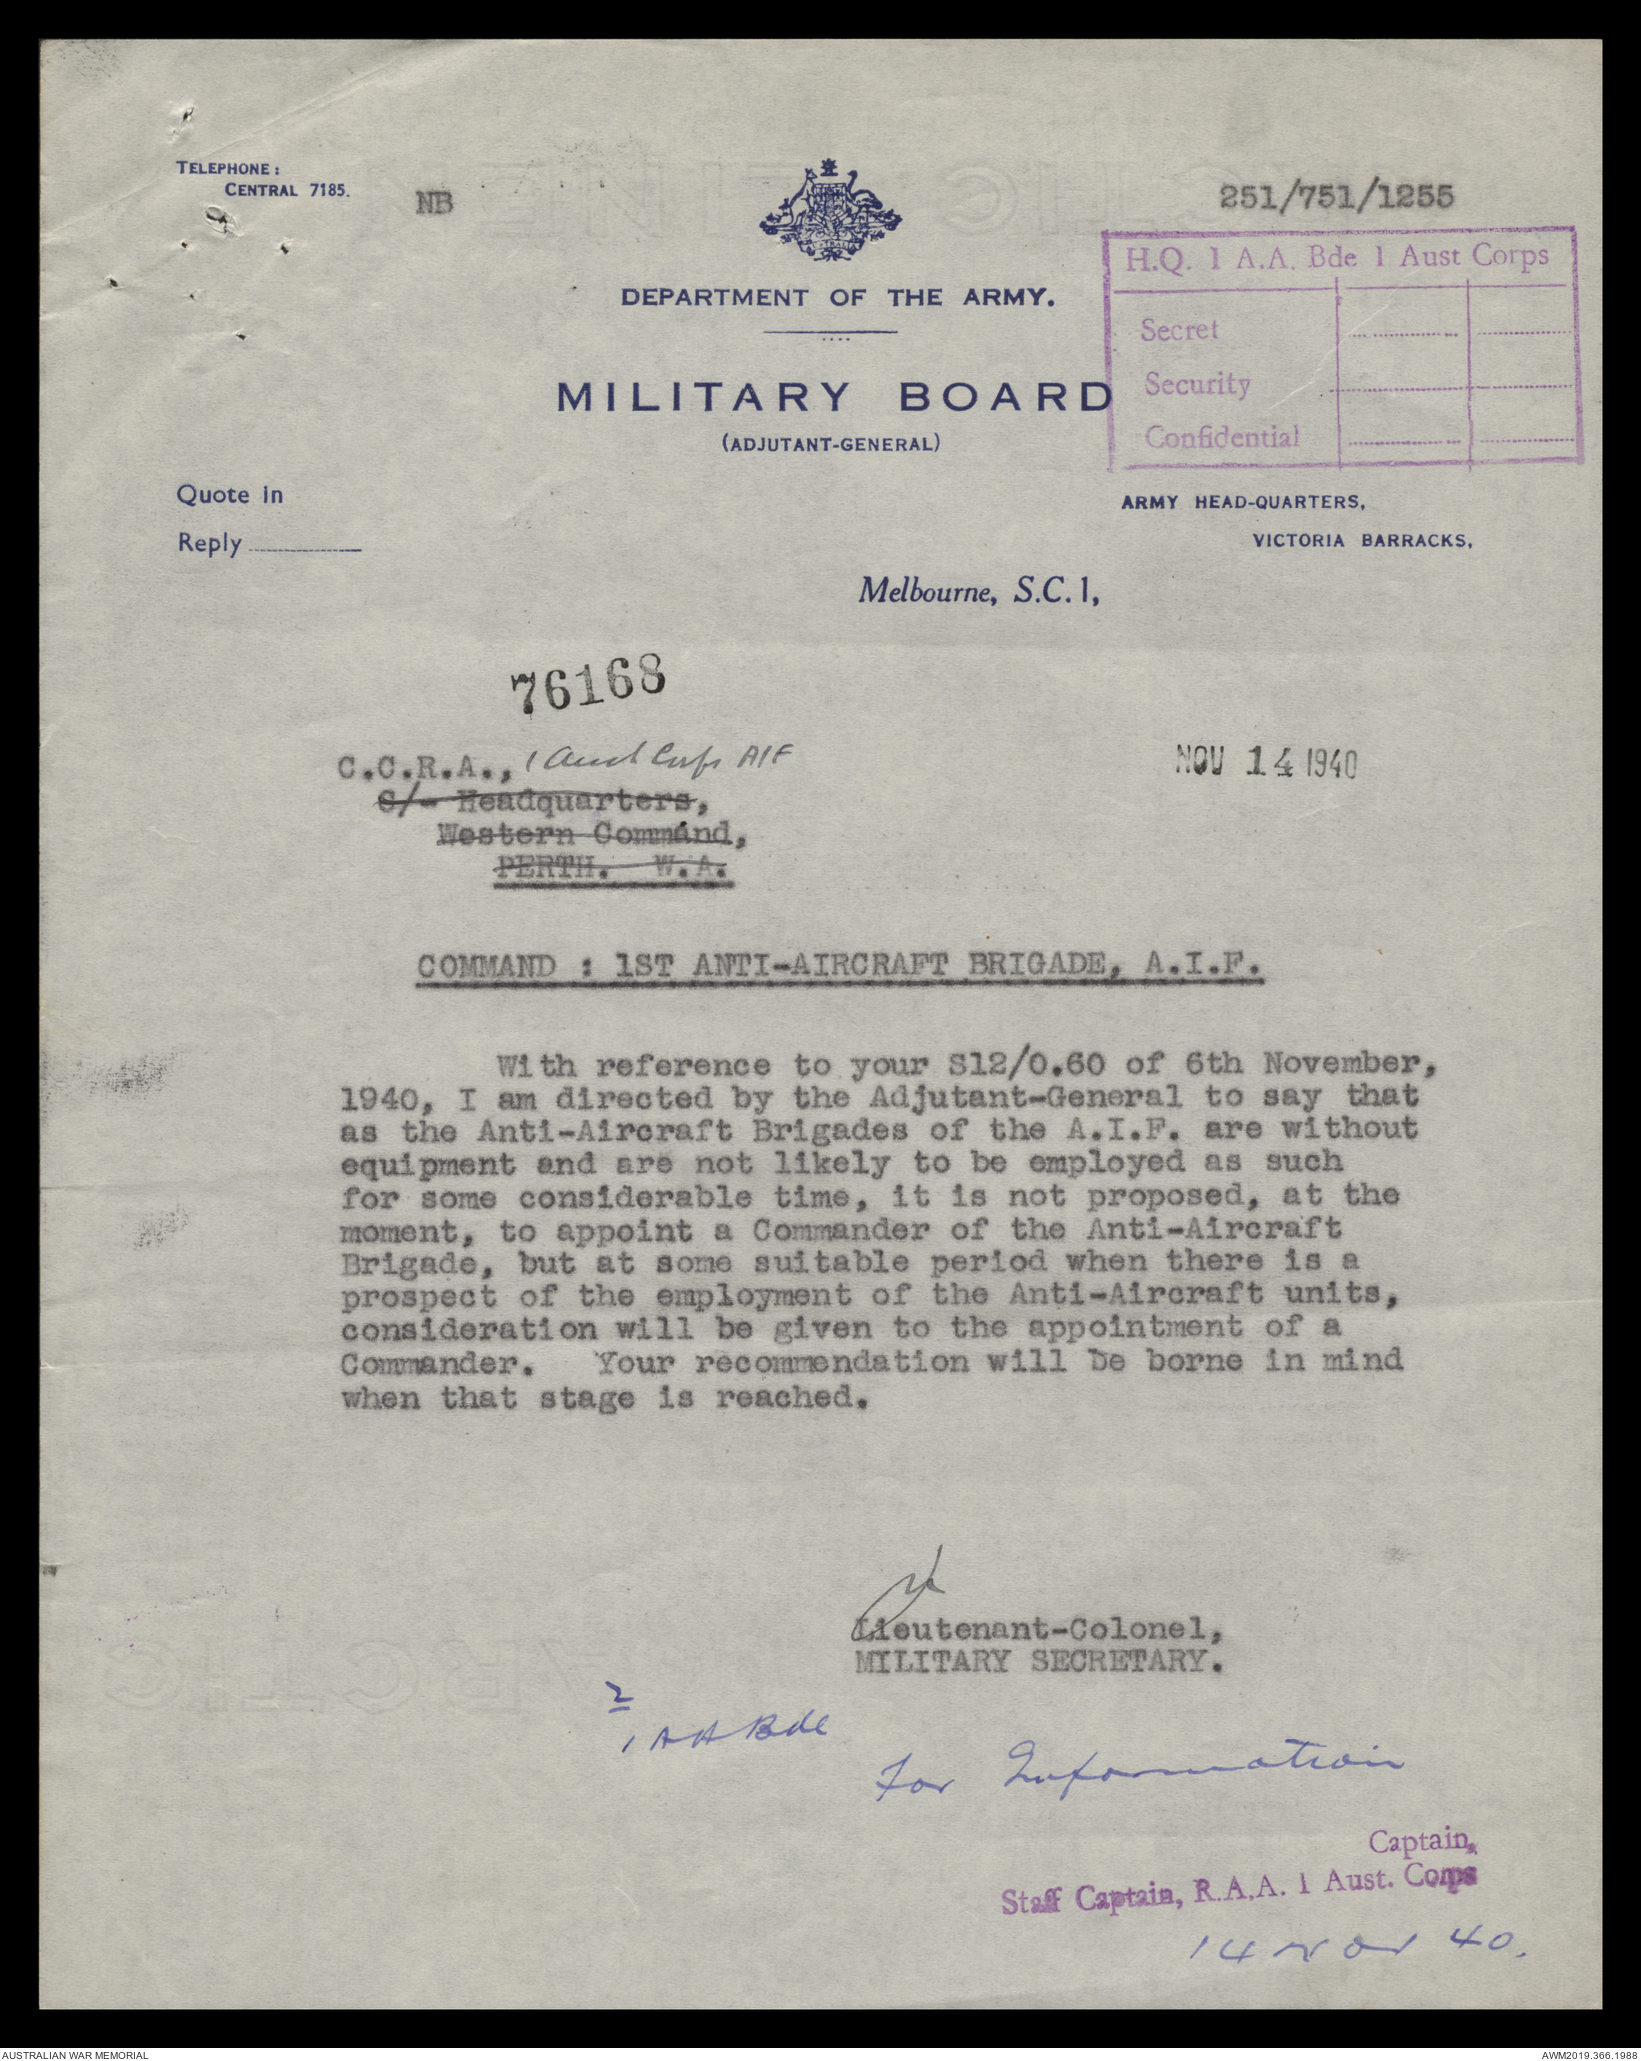 TELEPHONE :
CENTRAL 7185.
NB
251/751/1255
AUSTRALIA
H.Q. 1 A.A. Bde 1 Aust Corps
Secret
Security
Confidential
DEPARTMENT OF THE ARMY.
MILITARY BOARD
(ADJUTANT-GENERAL)
Quote in
Reply
ARMY HEAD-QUARTERS,
VICTORIA BARRACKS,
Melbourne, S.C.1,
76168
C.C.R.A., 1 Aust Corps AIF
C/- Headquarters,
Western Command,
PERTH. W.A.
NOV 14 1940
COMMAND : 1ST ANTI-AIRCRAFT BRIGADE, A.I.F.
With reference to your S12/0.60 of 6th November,
1940, I am directed by the Adjutant-General to say that
as the Anti-Aircraft Brigades of the A.I.F. are without
equipment and are not likely to be employed as such
for some considerable time, it is not proposed, at the
moment, to appoint a Commander of the Anti-Aircraft
Brigade, but at some suitable period when there is a
prospect of the employment of the Anti-Aircraft units,
consideration will be given to the appointment of a
Commander. Your recommendation will be borne in mind
when that stage is reached.
Lieutenant-Colonel,
MILITARY SECRETARY.
2
1 AA Bde
For Information
Captain,
Staff Captain, R.A.A. 1 Aust. Corps
14 Nov 40.
AUSTRALIAN WAR MEMORIAL
AWM2019.366.1988